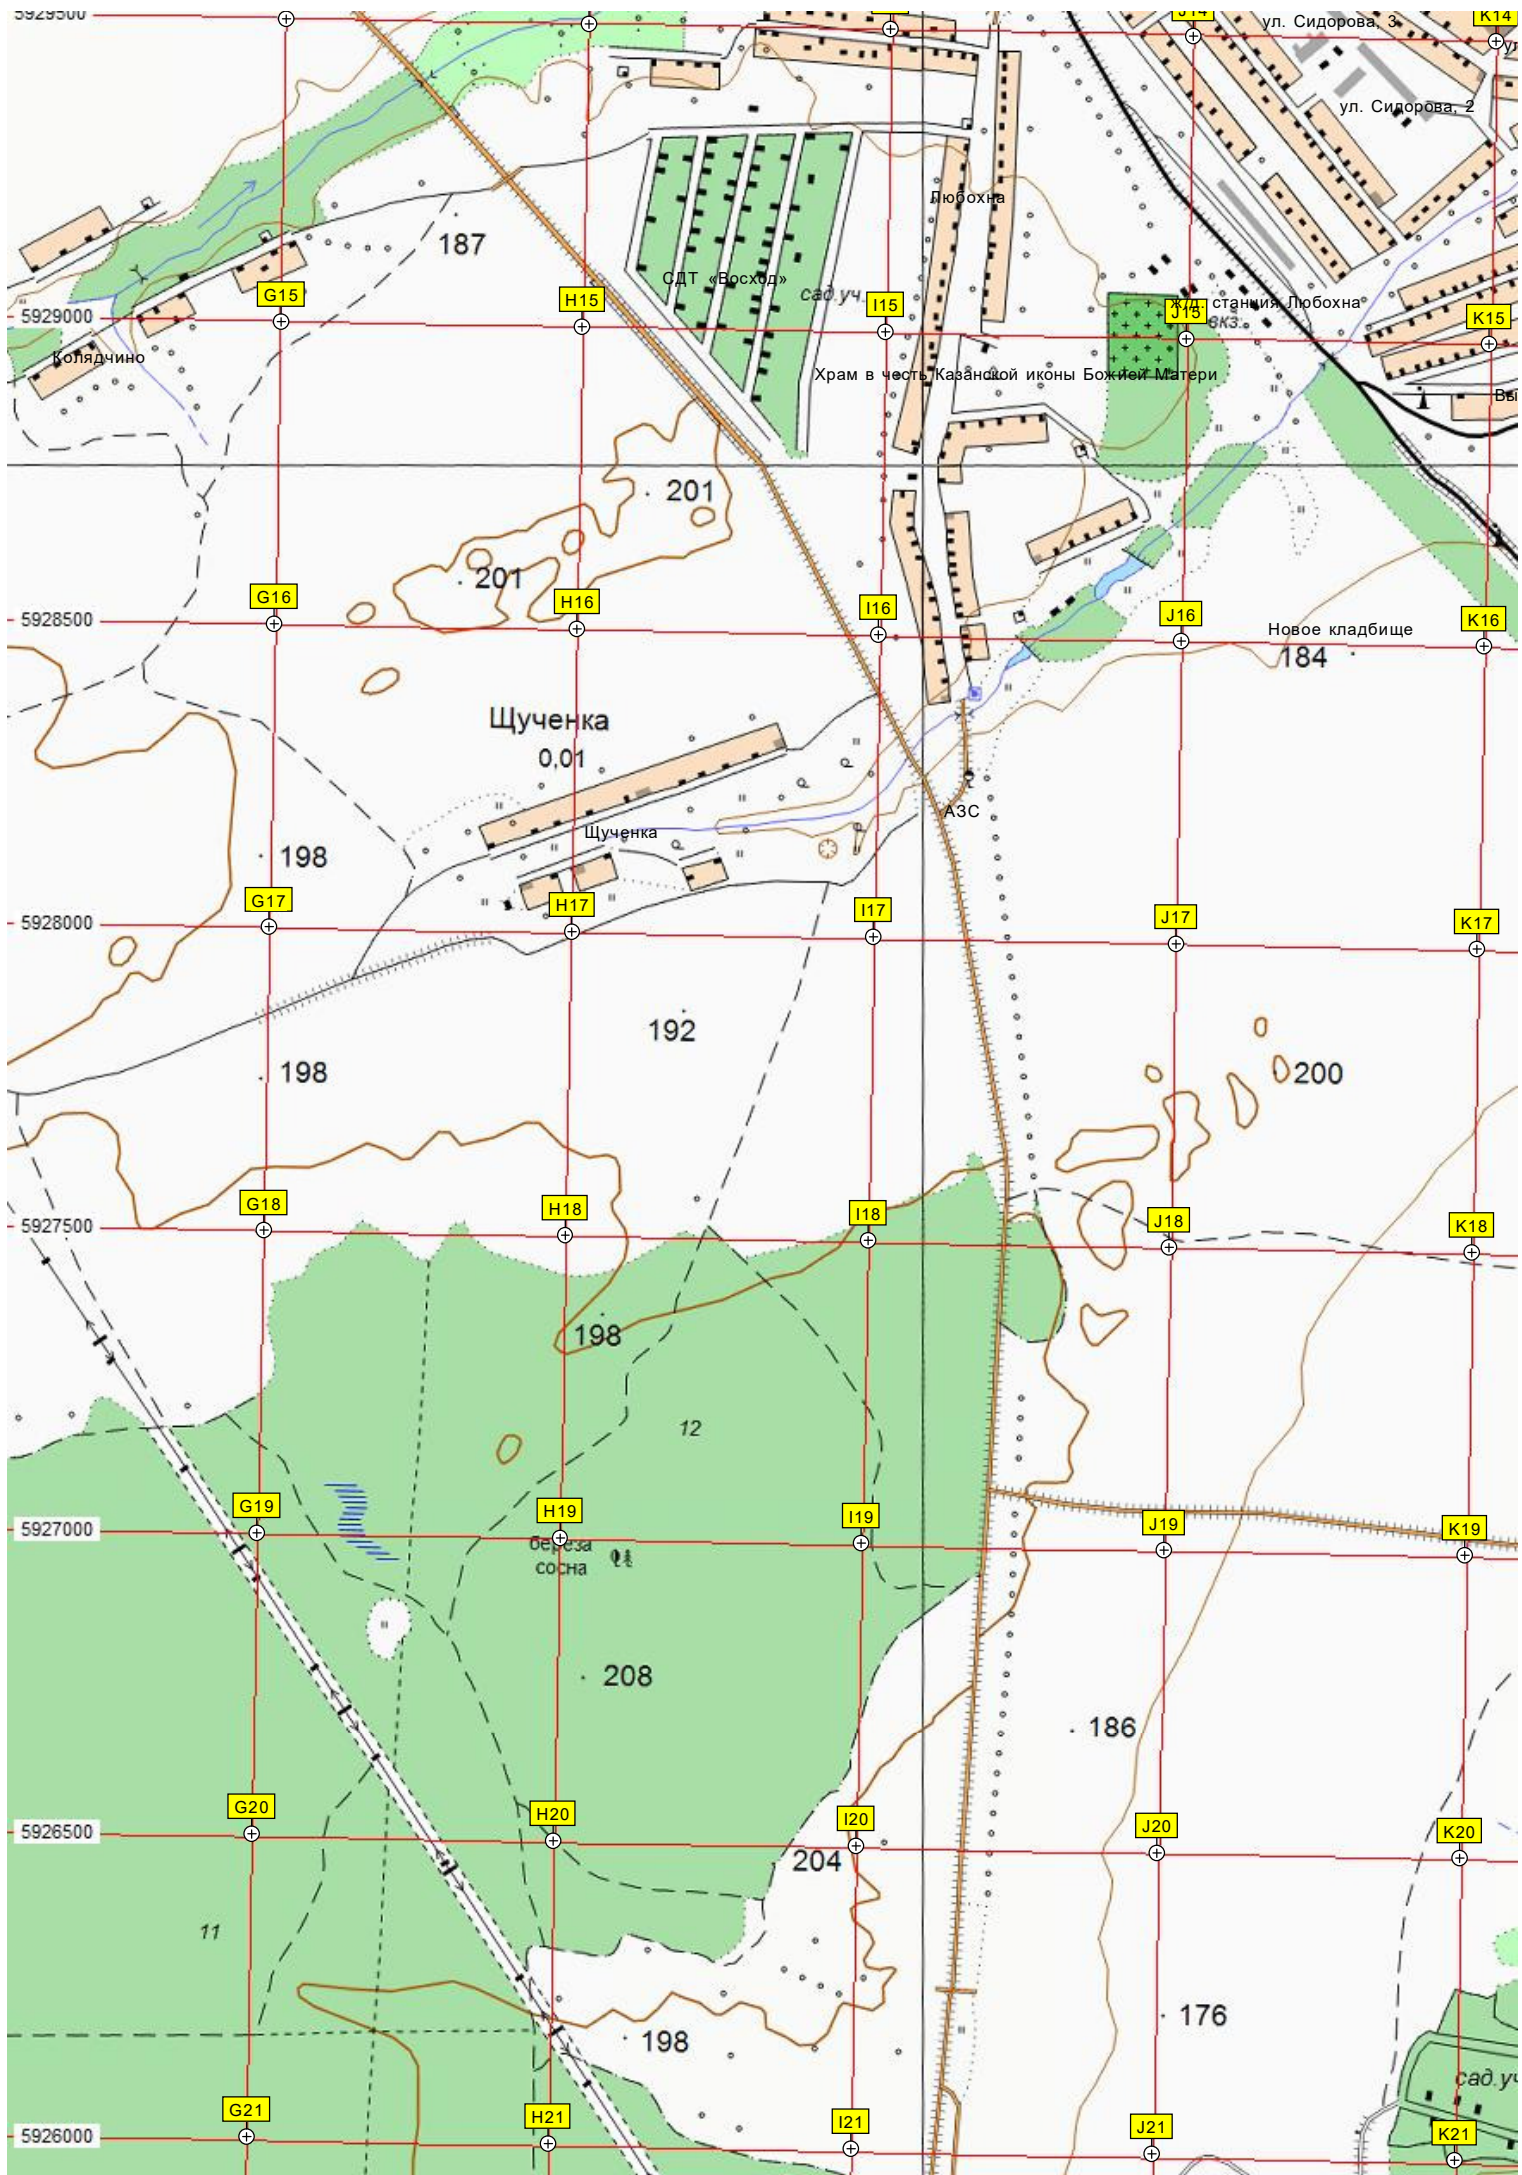 5929500
J14
ул. Сидорова, 3
K14
ул. Сидорова, 2
Любохна
187
СДТ «Восход»
сад.уч.
G15
H15
I15
ж/д. станция Любохна
J15
вкз.
K15
5929000
Колядчино
Храм в честь Казанской иконы Божией Матери
Вы
201
201
G16
H16
I16
J16
K16
5928500
Новое кладбище
184
Щученка
0,01
АЗС
Щученка
198
G17
H17
I17
J17
K17
5928000
192
198
200
G18
H18
I18
J18
K18
5927500
198
12
G19
H19
I19
J19
K19
5927000
береза
сосна
208
186
G20
H20
I20
J20
K20
5926500
204
11
176
198
сад.уч
G21
H21
I21
J21
K21
5926000